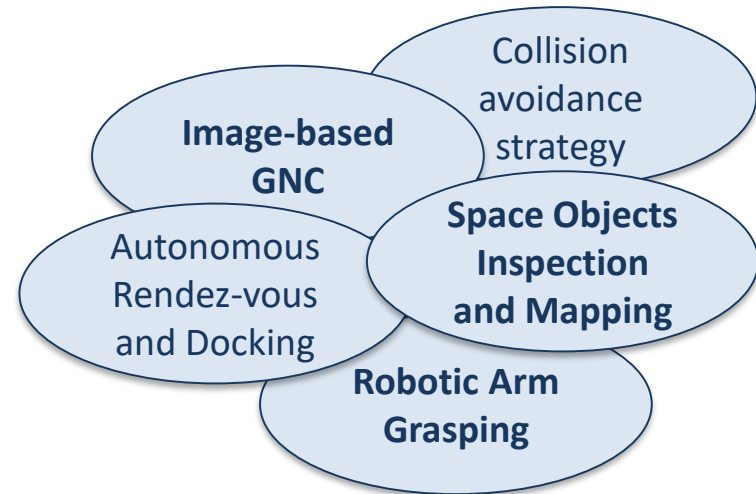 Collision
avoidance
strategy
Image-based
GNC
Space Objects
Inspection
and Mapping
Autonomous
Rendez-vous
and Docking
Robotic Arm
Grasping